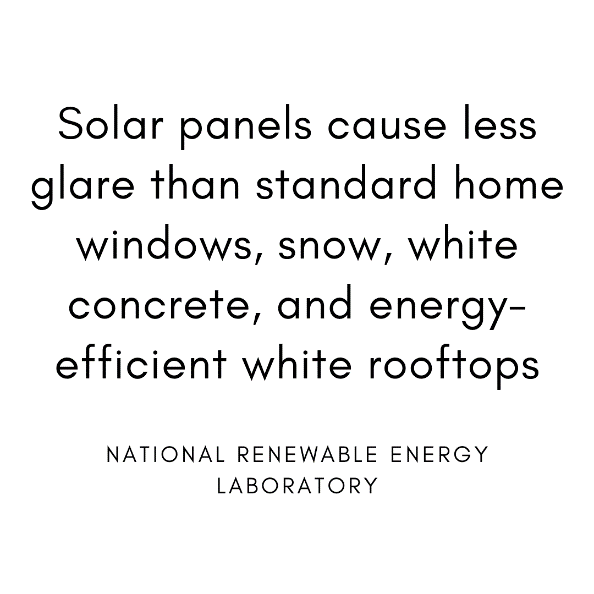 Solar panels cause less
glare than standard home
windows, snow, white
concrete, and energy-
efficient white rooftops
NATIONAL RENEWABLE ENERGY
LABORATORY